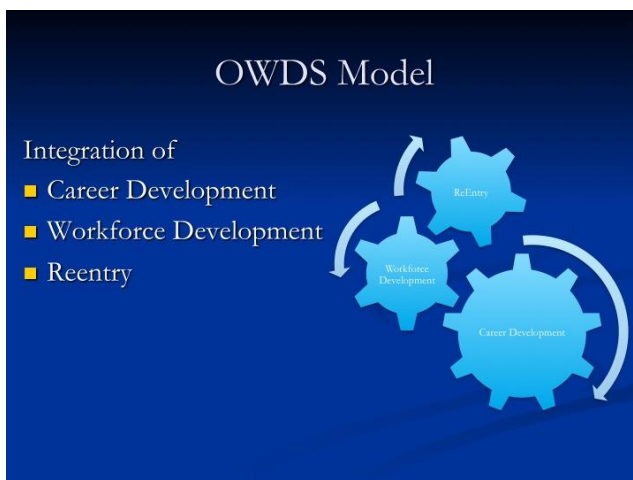 OWDS Model
Integration of
Career Development
Workforce Development
Reentry
ReEntry
Workforce
Development
Career Development